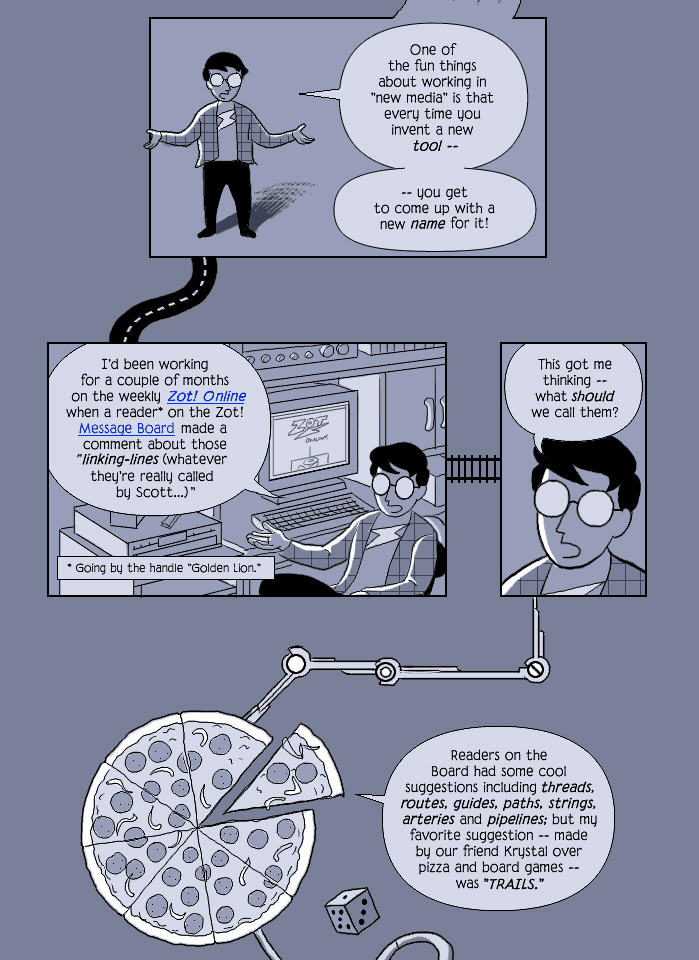 One of
the fun things
about working in
"new media" is that
every time you
invent a new
tool --
-- you get
to come up with a
new name for it!
I'd been working
for a couple of months
on the weekly Zot! Online
when a reader* on the Zot!
Message Board made a
comment about those
"linking-lines (whatever
they're really called
by Scott...)"
ZOT
ONLINE
* Going by the handle "Golden Lion."
This got me
thinking --
what should
we call them?
Readers on the
Board had some cool
suggestions including threads,
routes, guides, paths, strings,
arteries and pipelines; but my
favorite suggestion -- made
by our friend Krystal over
pizza and board games --
was "TRAILS."